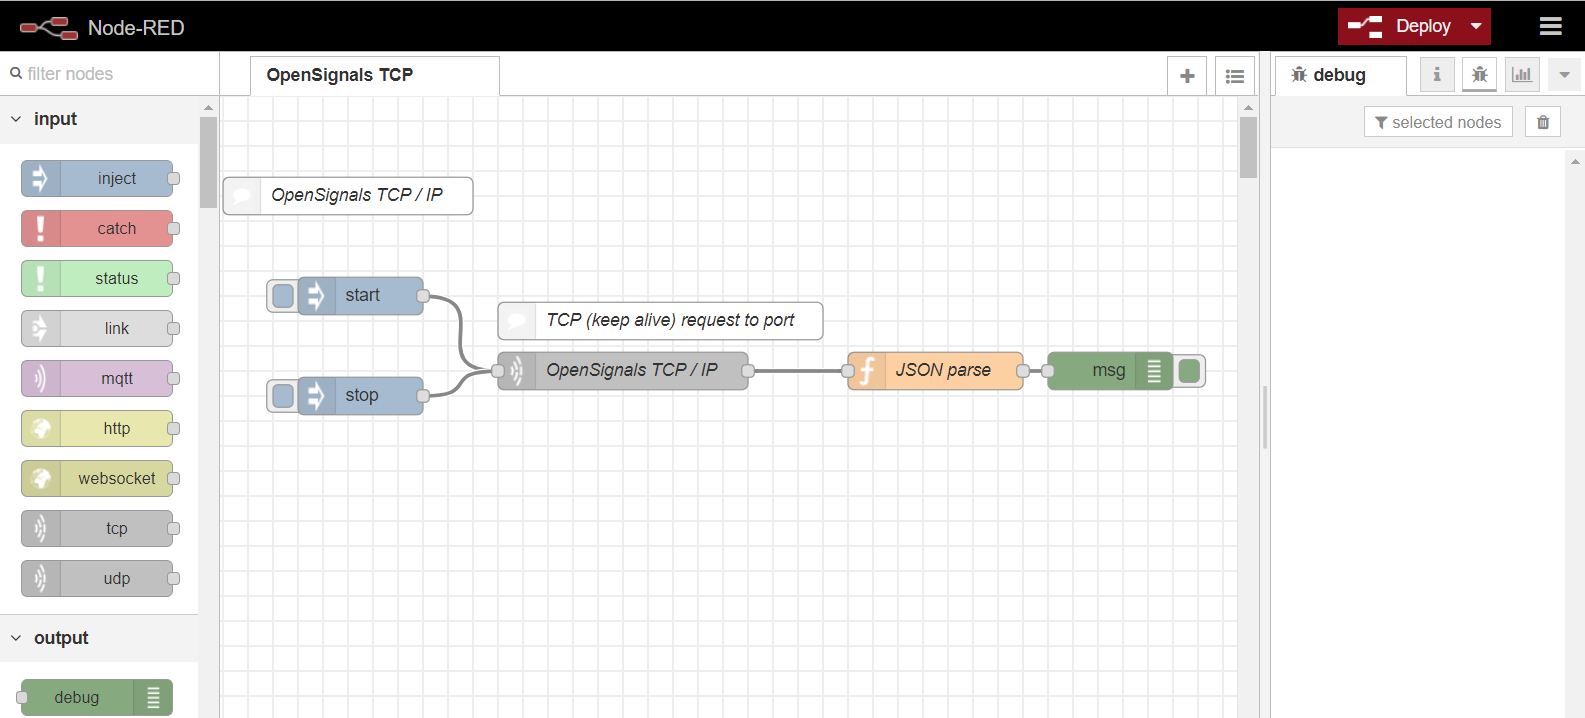 Node-RED
Deploy
filter nodes
OpenSignals TCP
debug
selected nodes
input
inject
catch
status
link
mqtt
http
websocket
tcp
udp
output
debug
OpenSignals TCP / IP
start
stop
TCP (keep alive) request to port
OpenSignals TCP / IP
JSON parse
msg